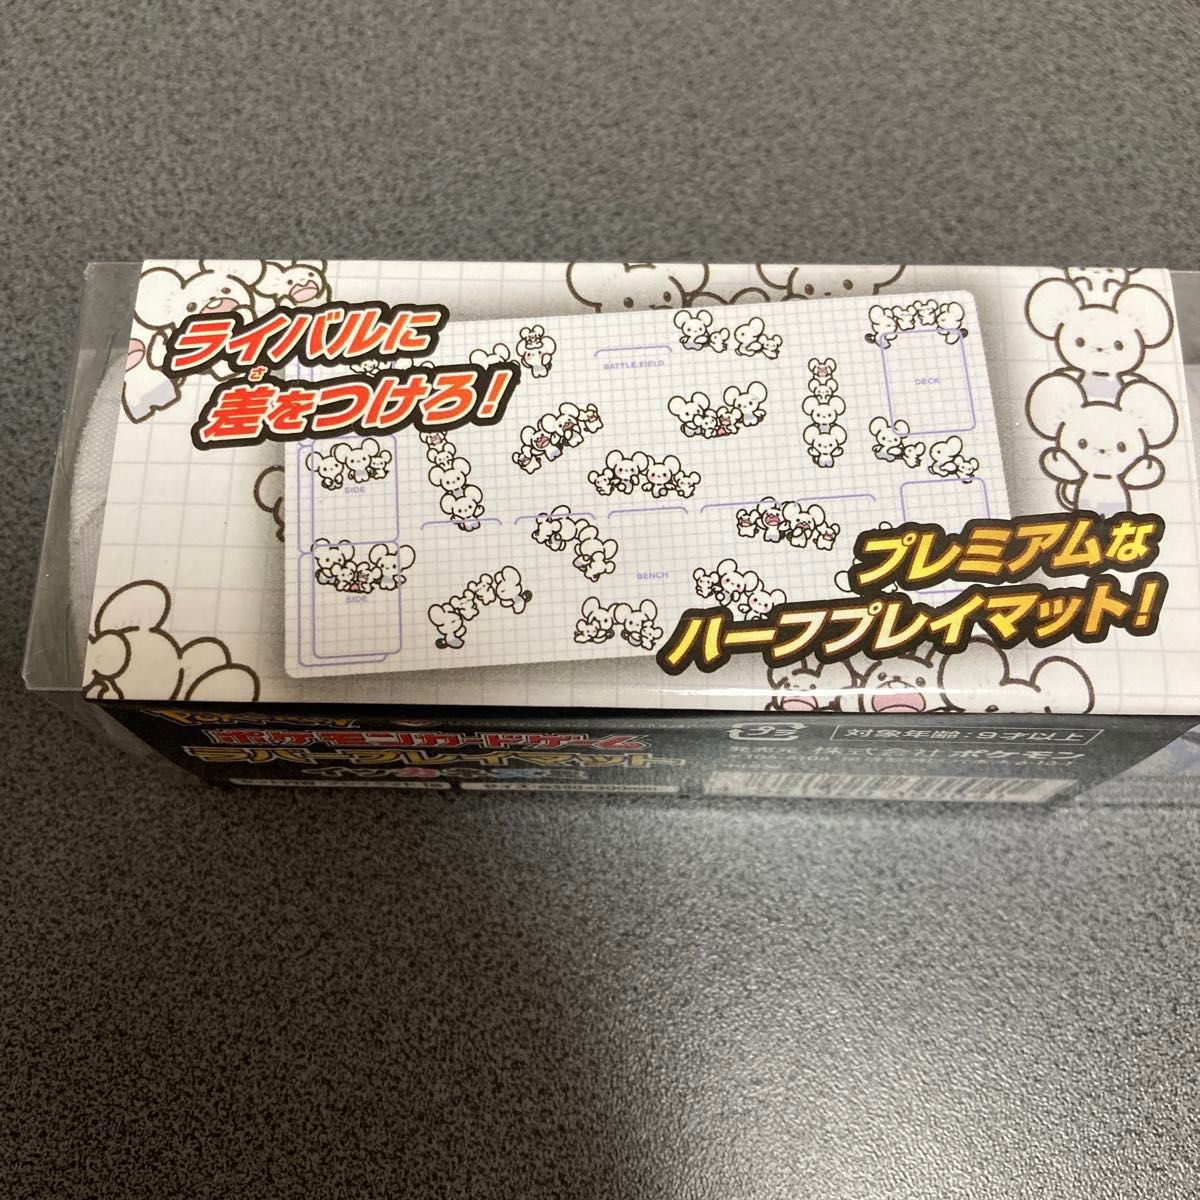 ライバルに
さ
差をつけろ!
BATTLE FIELD
DECK
SIDE
BENCH
SIDE
プレミアムな
ハーフプレイマット!
ポケモンカードゲーム
対象年齢:9才以上
ラバープレイマット
発売元 株式会社ポケモン